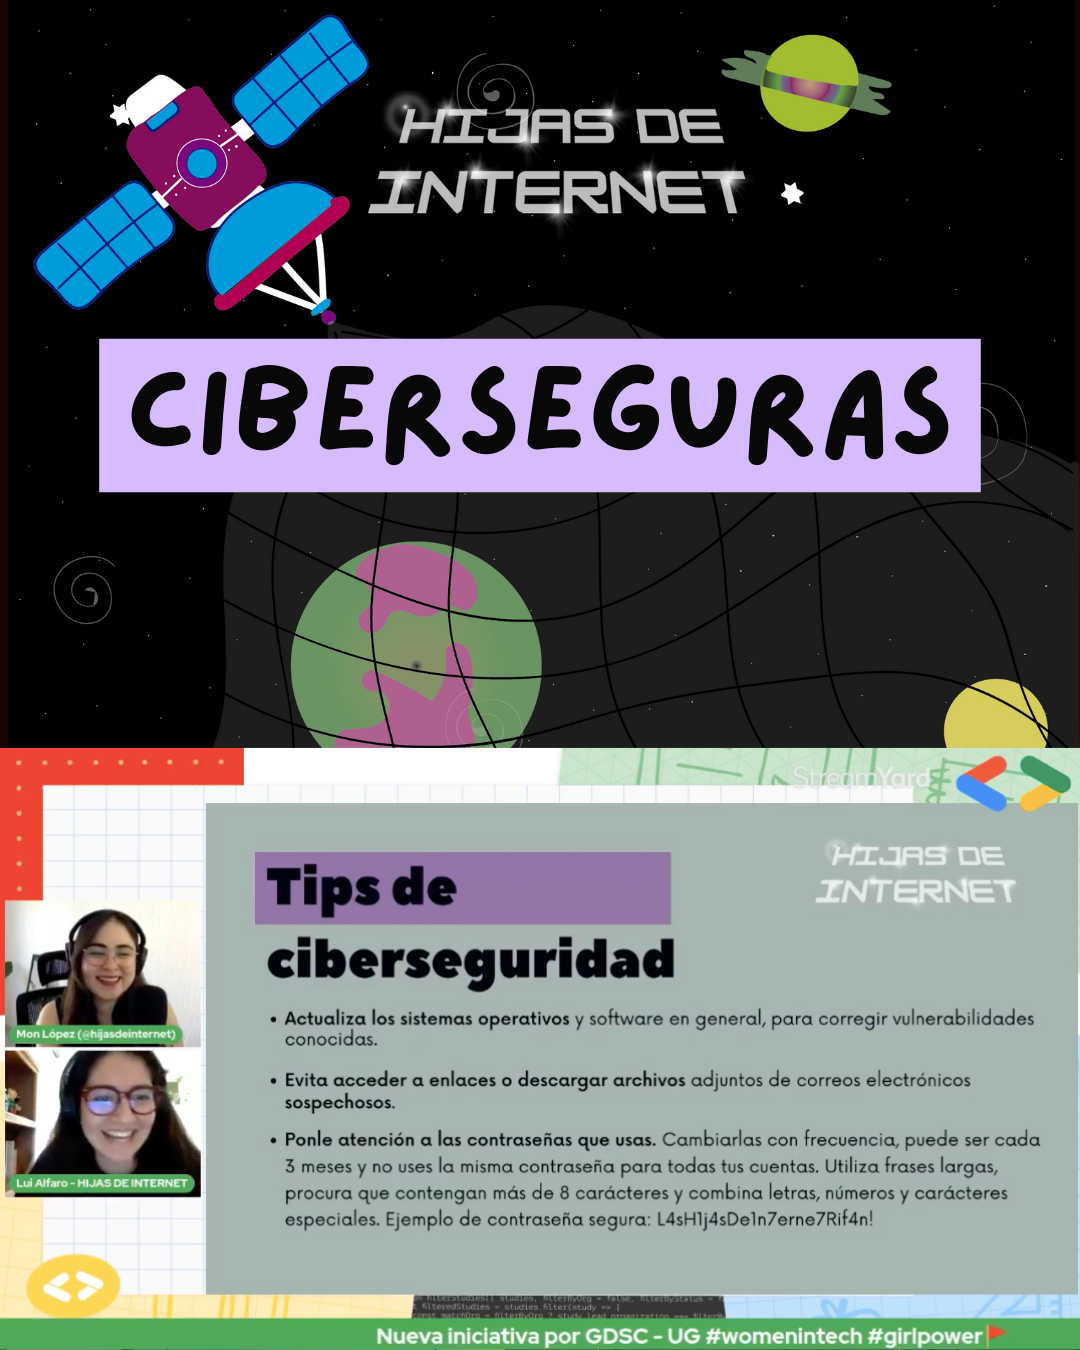 HIJAS DE
INTERNET
CIBERSEGURAS
StreamYard
HIJAS DE
INTERNET
Tips de
ciberseguridad
• Actualiza los sistemas operativos y software en general, para corregir vulnerabilidades
conocidas.
• Evita acceder a enlaces o descargar archivos adjuntos de correos electrónicos
sospechosos.
• Ponle atención a las contraseñas que usas. Cambiarlas con frecuencia, puede ser cada
3 meses y no uses la misma contraseña para todas tus cuentas. Utiliza frases largas,
procura que contengan más de 8 carácteres y combina letras, números y carácteres
especiales. Ejemplo de contraseña segura: L4sH1j4sDe1n7erne7Rif4n!
Mon López (@hijasdeinternet)
Lui Alfaro - HIJAS DE INTERNET
filteredStudies = studies.filter(study => {
Nueva iniciativa por GDSC - UG #womenintech #girlpower